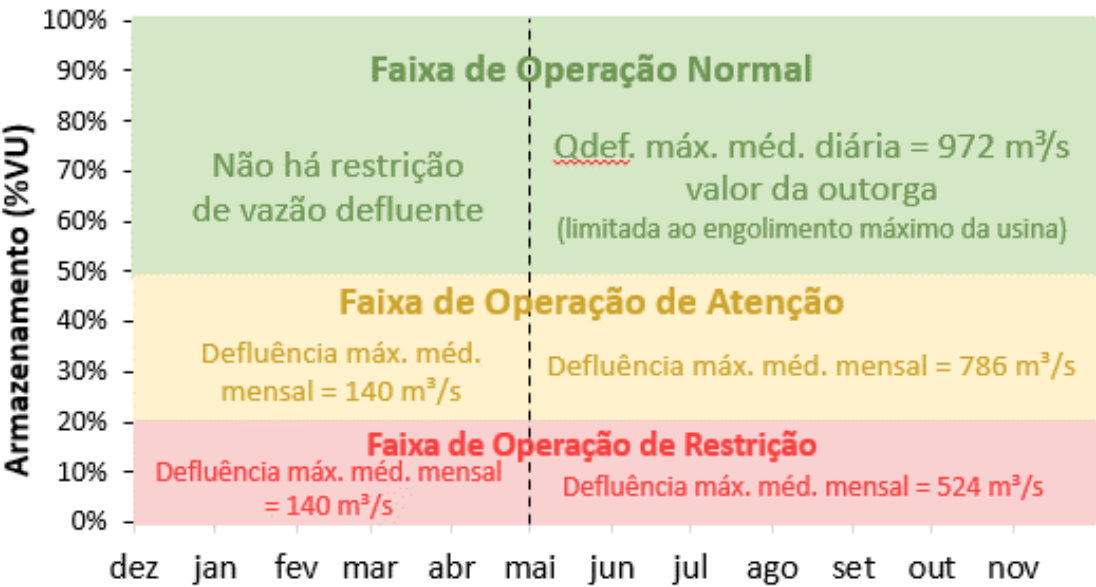 100%
90%
80%
70%
60%
50%
40%
30%
20%
10%
0%
Armazenamento (%VU)
Faixa de Operação Normal
Não há restrição
de vazão defluente
Qdef. máx. méd. diária = 972 m³/s
valor da outorga
(limitada ao engolimento máximo da usina)
Faixa de Operação de Atenção
Defluência máx. méd.
mensal = 140 m³/s
Defluência máx. méd. mensal = 786 m³/s
Faixa de Operação de Restrição
Defluência máx. méd. mensal
= 140 m³/s
Defluência máx. méd. mensal = 524 m³/s
dez jan fev mar abr mai jun jul ago set out nov